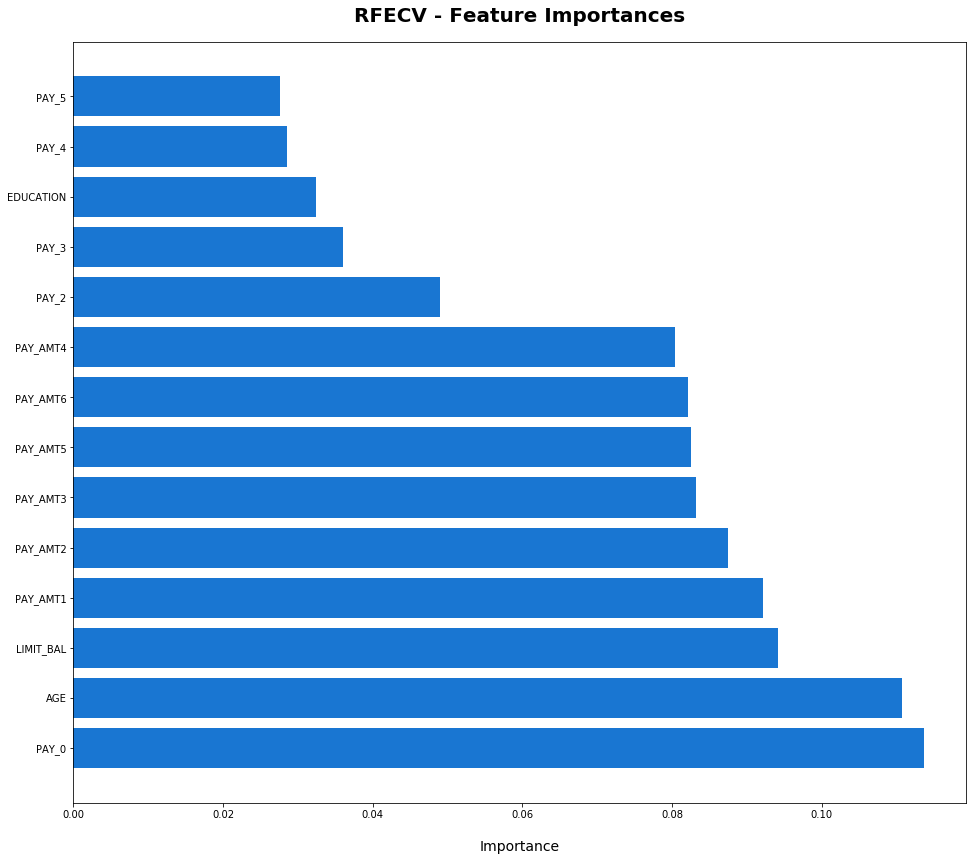 RFECV - Feature Importances
PAY_5
PAY_4
EDUCATION
PAY_3
PAY_2
PAY_AMT4
PAY_AMT6
PAY_AMT5
PAY_AMT3
PAY_AMT2
PAY_AMT1
LIMIT_BAL
AGE
PAY_0
0.00 0.02 0.04 0.06 0.08 0.10
Importance